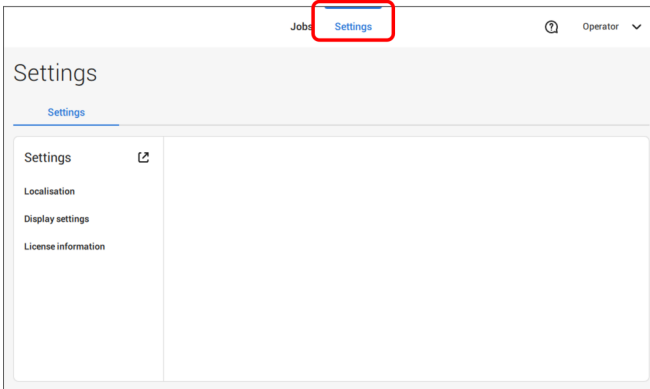 Jobs Settings Operator
Settings
Settings
Settings
Localisation
Display settings
License information